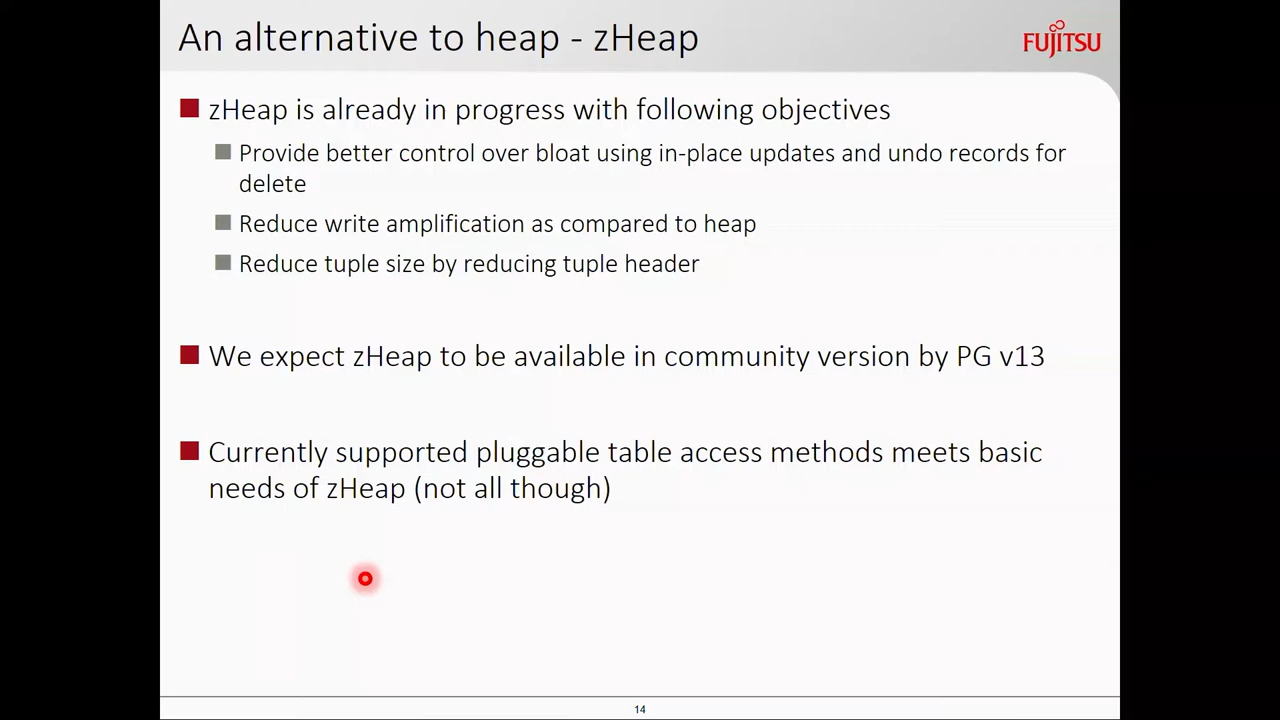 An alternative to heap - zHeap
FUJITSU
zHeap is already in progress with following objectives
Provide better control over bloat using in-place updates and undo records for
delete
Reduce write amplification as compared to heap
Reduce tuple size by reducing tuple header
We expect zHeap to be available in community version by PG v13
Currently supported pluggable table access methods meets basic
needs of zHeap (not all though)
14